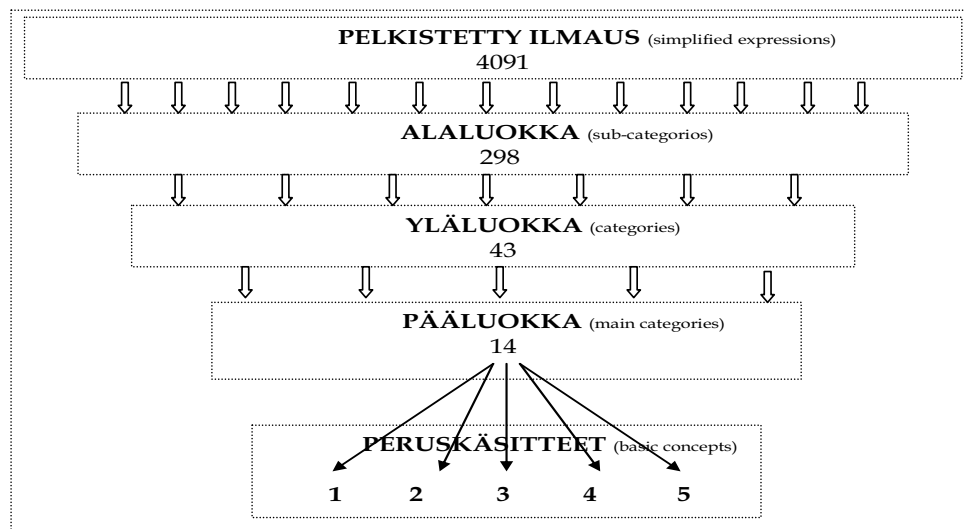 PELKISTETTY ILMAUS (simplified expressions)
4091
ALALUOKKA (sub-categorios)
298
YLÄLUOKKA (categories)
43
PÄÄLUOKKA (main categories)
14
PERUSKÄSITTEET (basic concepts)
1 2 3 4 5